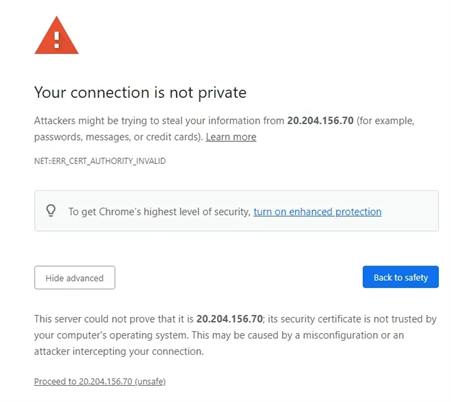 Your connection is not private
Attackers might be trying to steal your information from 20.204.156.70 (for example,
passwords, messages, or credit cards). Learn more
NET::ERR_CERT_AUTHORITY_INVALID
To get Chrome's highest level of security, turn on enhanced protection
Hide advanced
Back to safety
This server could not prove that it is 20.204.156.70; its security certificate is not trusted by
your computer's operating system. This may be caused by a misconfiguration or an
attacker intercepting your connection.
Proceed to 20.204.156.70 (unsafe)